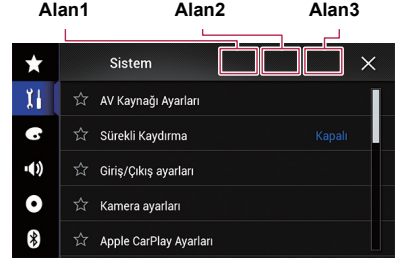 Alan1 Alan2 Alan3
Sistem
AV Kaynağı Ayarları
Sürekli Kaydırma Kapalı
Giriş/Çıkış ayarları
Kamera ayarları
Apple CarPlay Ayarları